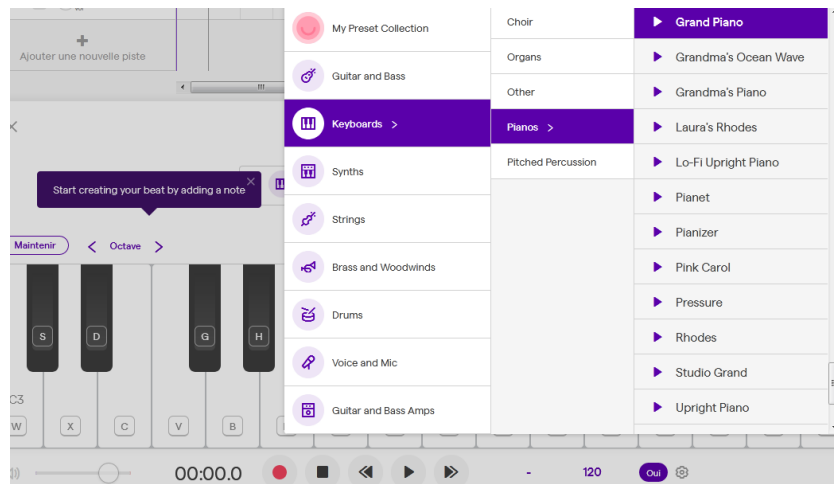 Ajouter une nouvelle piste
Start creating your beat by adding a note
Maintenir
Octave
S
D
G
H
C3
W
X
C
V
B
My Preset Collection
Guitar and Bass
Keyboards >
Synths
Strings
Brass and Woodwinds
Drums
Voice and Mic
Guitar and Bass Amps
Choir
Organs
Other
Pianos >
Pitched Percussion
Grand Piano
Grandma's Ocean Wave
Grandma's Piano
Laura's Rhodes
Lo-Fi Upright Piano
Pianet
Pianizer
Pink Carol
Pressure
Rhodes
Studio Grand
Upright Piano
00:00.0
-
120
Oui